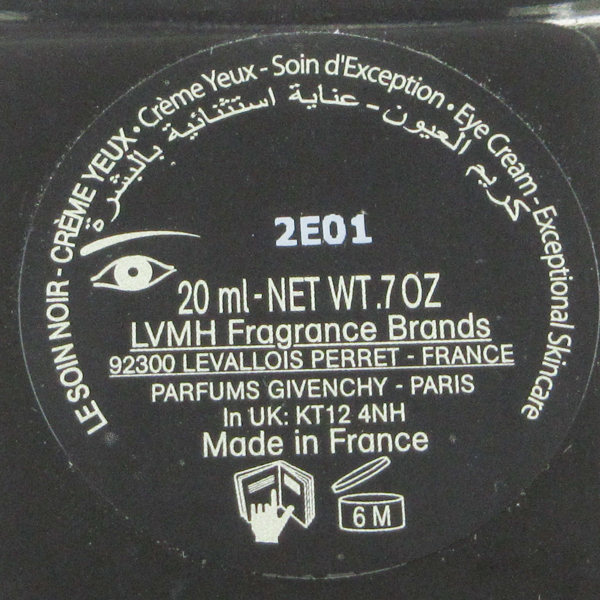 LE SOIN NOIR - CRÈME YEUX • Crème Yeux - Soin d'Exception • Eye Cream - Exceptional Skincare
كريم العيون - عناية استثنائية بالبشرة
2E01
20 ml - NET WT .7 OZ
LVMH Fragrance Brands
92300 LEVALLOIS PERRET - FRANCE
PARFUMS GIVENCHY - PARIS
In UK: KT12 4NH
Made in France
6 M